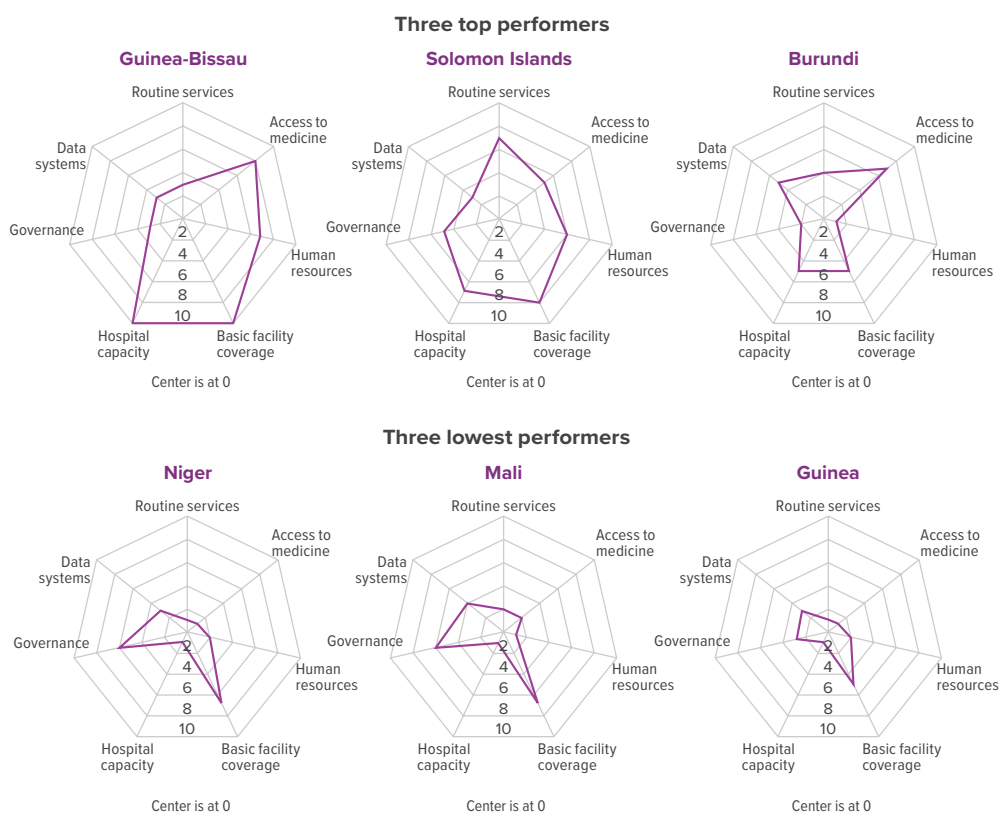 Three top performers
Guinea-Bissau
Routine services
Access to
medicine
Data
systems
Governance
Human
resources
2
4
6
8
10
Hospital
capacity
Basic facility
coverage
Center is at 0
Solomon Islands
Routine services
Access to
medicine
Data
systems
Governance
Human
resources
2
4
6
8
10
Hospital
capacity
Basic facility
coverage
Center is at 0
Burundi
Routine services
Access to
medicine
Data
systems
Governance
Human
resources
2
4
6
8
10
Hospital
capacity
Basic facility
coverage
Center is at 0
Three lowest performers
Niger
Routine services
Access to
medicine
Data
systems
Governance
Human
resources
2
4
6
8
10
Hospital
capacity
Basic facility
coverage
Center is at 0
Mali
Routine services
Access to
medicine
Data
systems
Governance
Human
resources
2
4
6
8
10
Hospital
capacity
Basic facility
coverage
Center is at 0
Guinea
Routine services
Access to
medicine
Data
systems
Governance
Human
resources
2
4
6
8
10
Hospital
capacity
Basic facility
coverage
Center is at 0